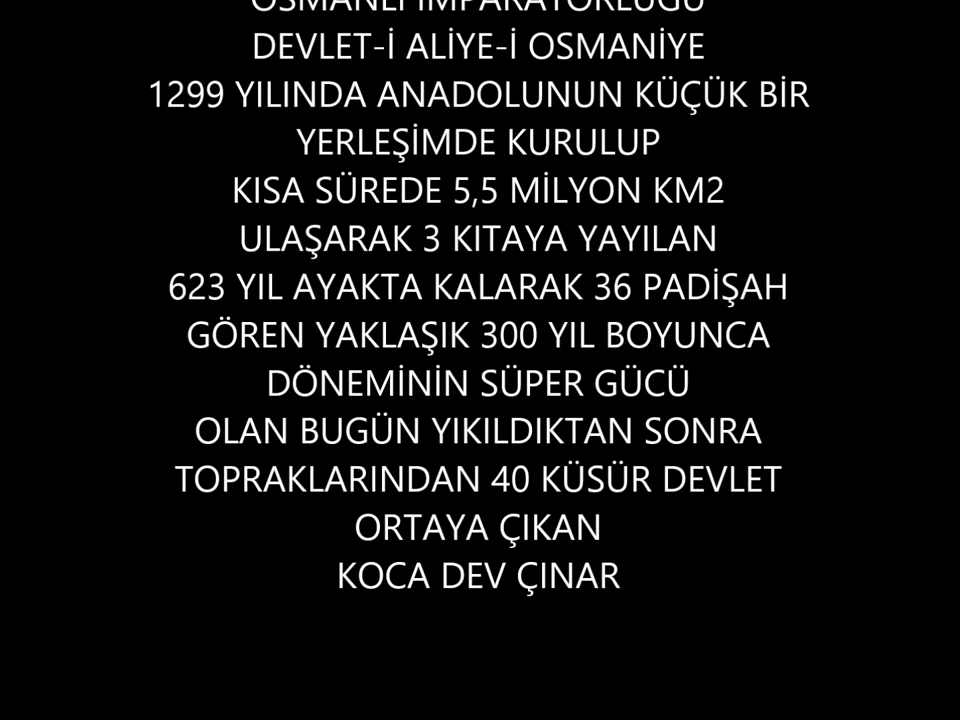 OSMANLI İMPARATORLUĞU
DEVLET-İ ALİYE-İ OSMANİYE
1299 YILINDA ANADOLUNUN KÜÇÜK BİR
YERLEŞİMDE KURULUP
KISA SÜREDE 5,5 MİLYON KM2
ULAŞARAK 3 KITAYA YAYILAN
623 YIL AYAKTA KALARAK 36 PADİŞAH
GÖREN YAKLAŞIK 300 YIL BOYUNCA
DÖNEMİNİN SÜPER GÜCÜ
OLAN BUGÜN YIKILDIKTAN SONRA
TOPRAKLARINDAN 40 KÜSÜR DEVLET
ORTAYA ÇIKAN
KOCA DEV ÇINAR